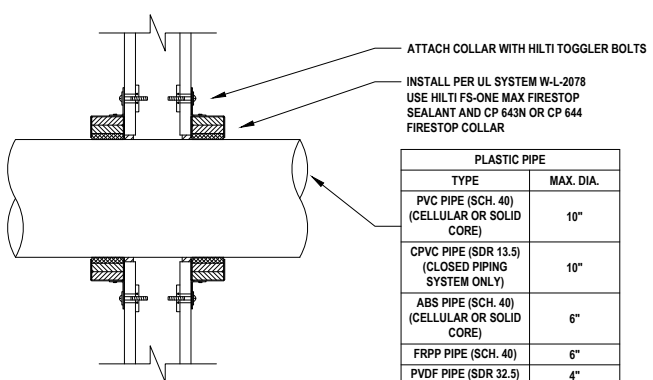 ATTACH COLLAR WITH HILTI TOGGLER BOLTS
INSTALL PER UL SYSTEM W-L-2078
USE HILTI FS-ONE MAX FIRESTOP
SEALANT AND CP 643N OR CP 644
FIRESTOP COLLAR
PLASTIC PIPE
TYPE MAX. DIA.
PVC PIPE (SCH. 40)
(CELLULAR OR SOLID
CORE)
10"
CPVC PIPE (SDR 13.5)
(CLOSED PIPING
SYSTEM ONLY)
10"
ABS PIPE (SCH. 40)
(CELLULAR OR SOLID
CORE)
6"
FRPP PIPE (SCH. 40) 6"
PVDF PIPE (SDR 32.5) 4"